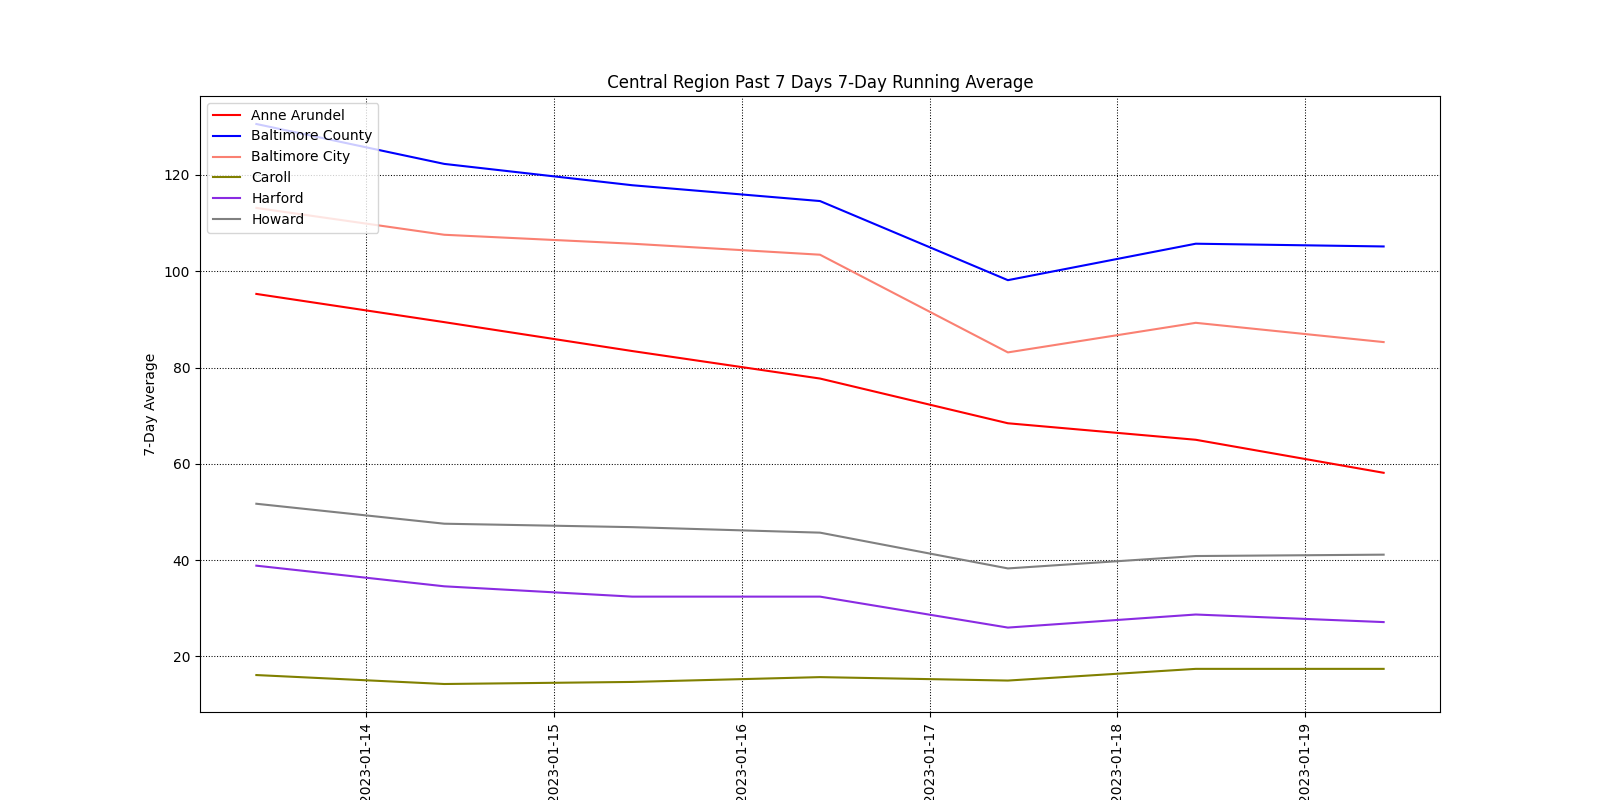 Central Region Past 7 Days 7-Day Running Average
Anne Arundel
Baltimore County
Baltimore City
Caroll
Harford
Howard
7-Day Average
120
100
80
60
40
20
2023-01-14
2023-01-15
2023-01-16
2023-01-17
2023-01-18
2023-01-19